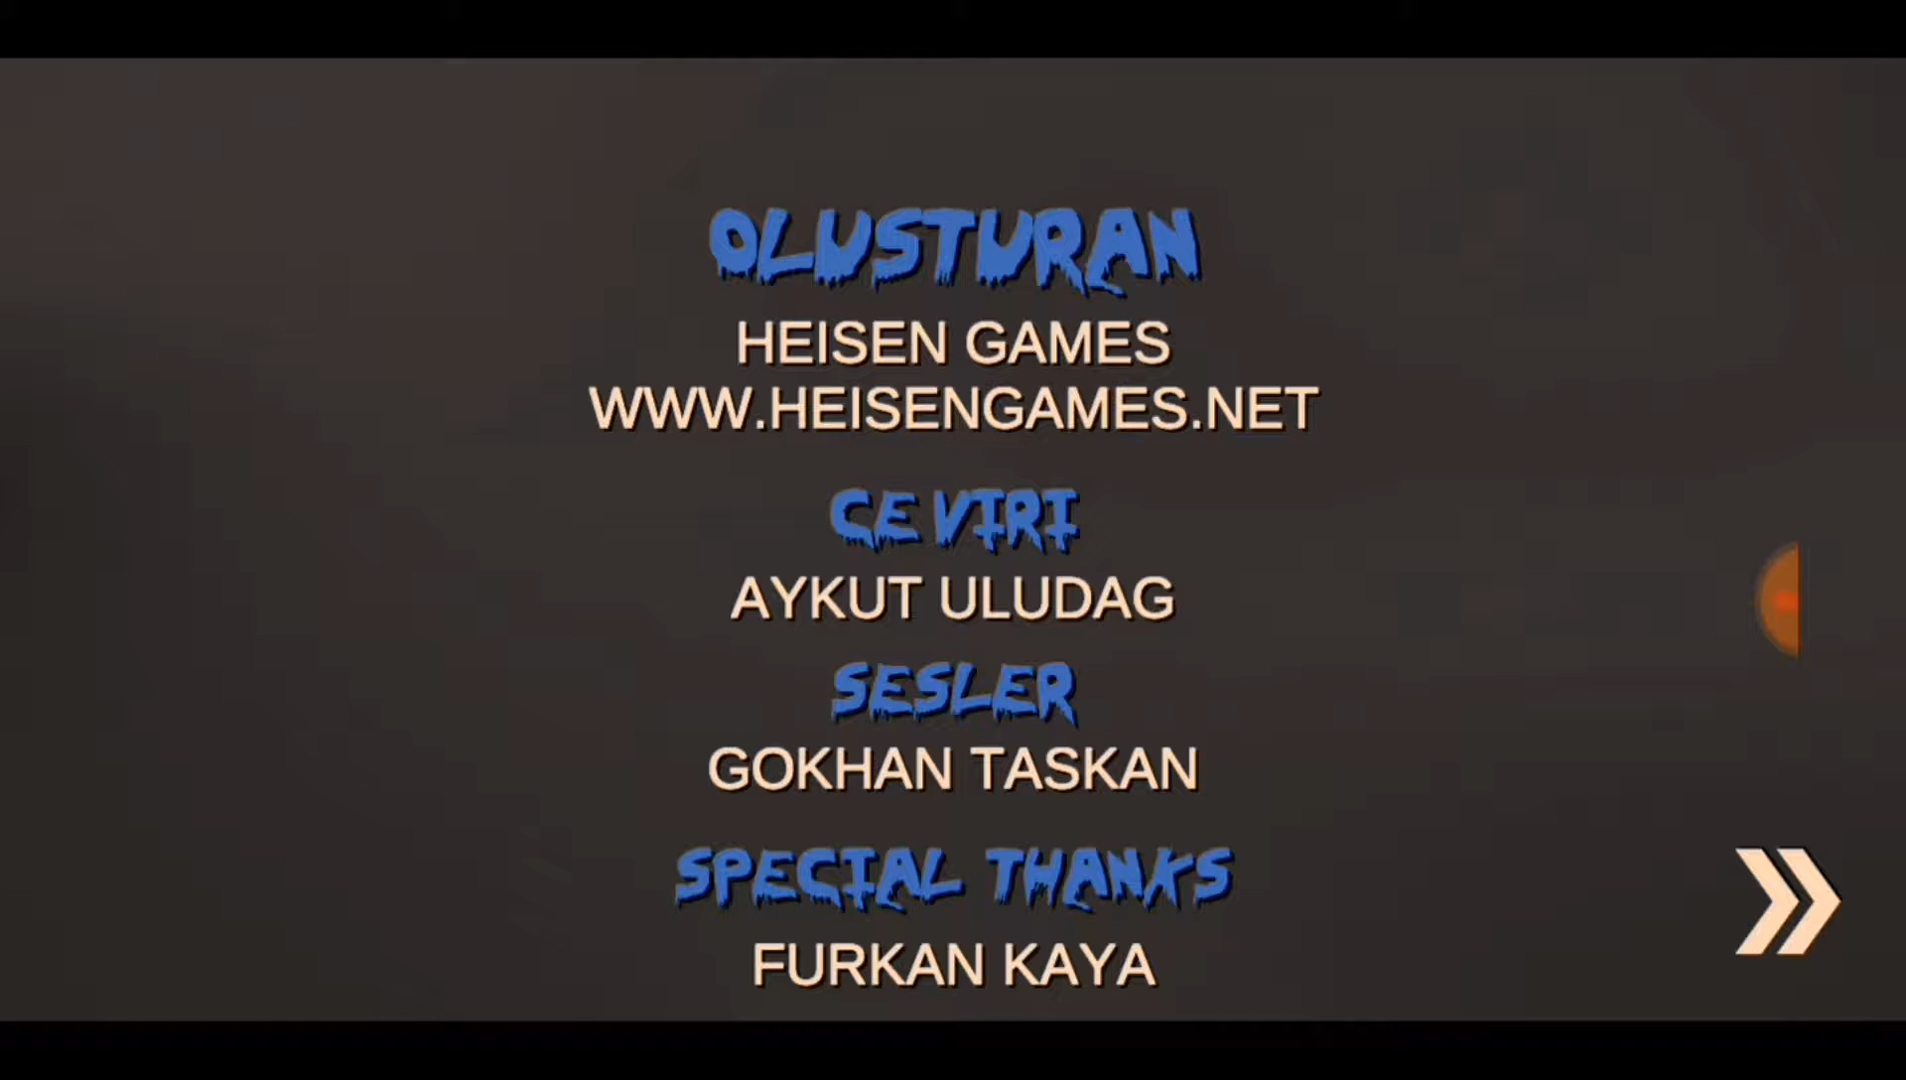 OLUSTURAN
HEISEN GAMES
WWW.HEISENGAMES.NET
CEVIRI
AYKUT ULUDAG
SESLER
GOKHAN TASKAN
SPECIAL THANKS
FURKAN KAYA